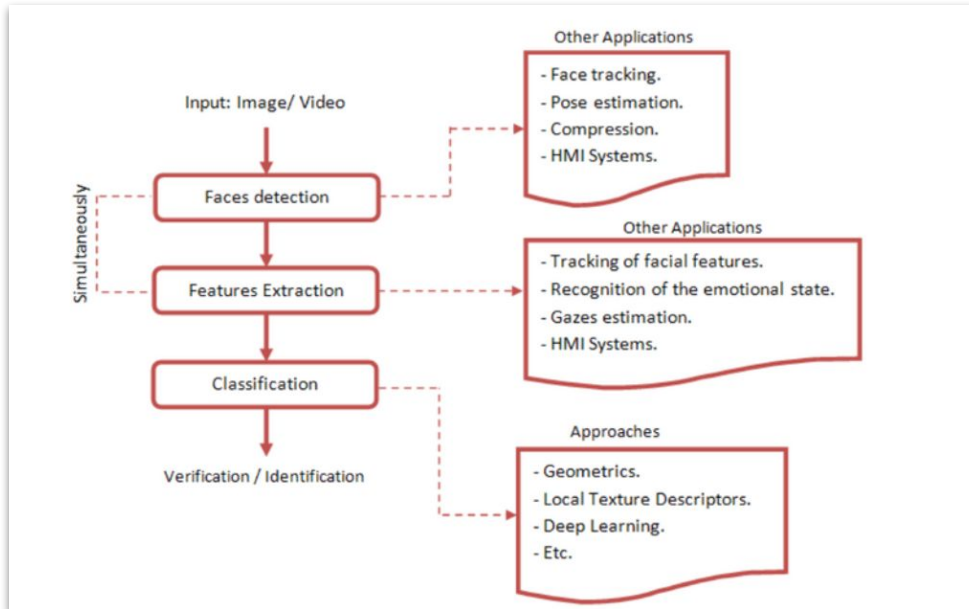 Other Applications
- Face tracking.
- Pose estimation.
- Compression.
- HMI Systems.
Input: Image/ Video
Faces detection
Simultaneously
Other Applications
- Tracking of facial features.
- Recognition of the emotional state.
- Gazes estimation.
- HMI Systems.
Features Extraction
Classification
Approaches
- Geometrics.
- Local Texture Descriptors.
- Deep Learning.
- Etc.
Verification / Identification